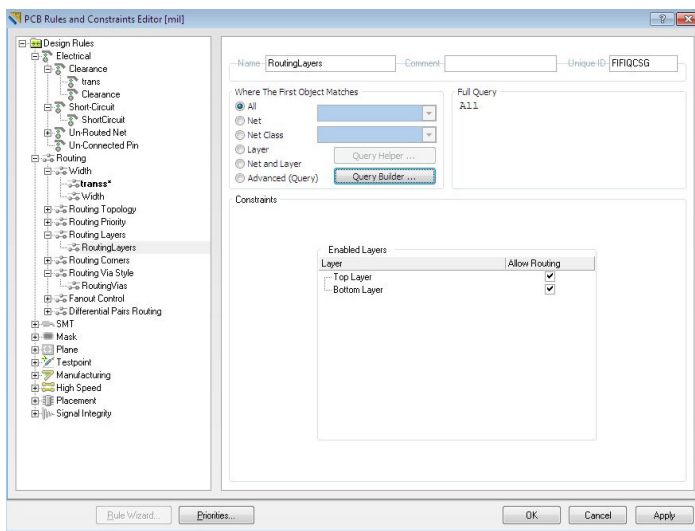 PCB Rules and Constraints Editor [mil]
Design Rules
Electrical
Clearance
trans
Clearance
Short-Circuit
ShortCircuit
Un-Routed Net
Un-Connected Pin
Routing
Width
transs*
Width
Routing Topology
Routing Priority
Routing Layers
RoutingLayers
Routing Corners
Routing Via Style
RoutingVias
Fanout Control
Differential Pairs Routing
SMT
Mask
Plane
Testpoint
Manufacturing
High Speed
Placement
Signal Integrity
Name RoutingLayers Comment Unique ID FIFIQCSG
Where The First Object Matches
All
Net
Net Class
Layer
Net and Layer
Advanced (Query)
Query Helper ...
Query Builder ...
Full Query
All
Constraints
Enabled Layers
Layer Allow Routing
Top Layer
Bottom Layer
Rule Wizard... Priorities... OK Cancel Apply